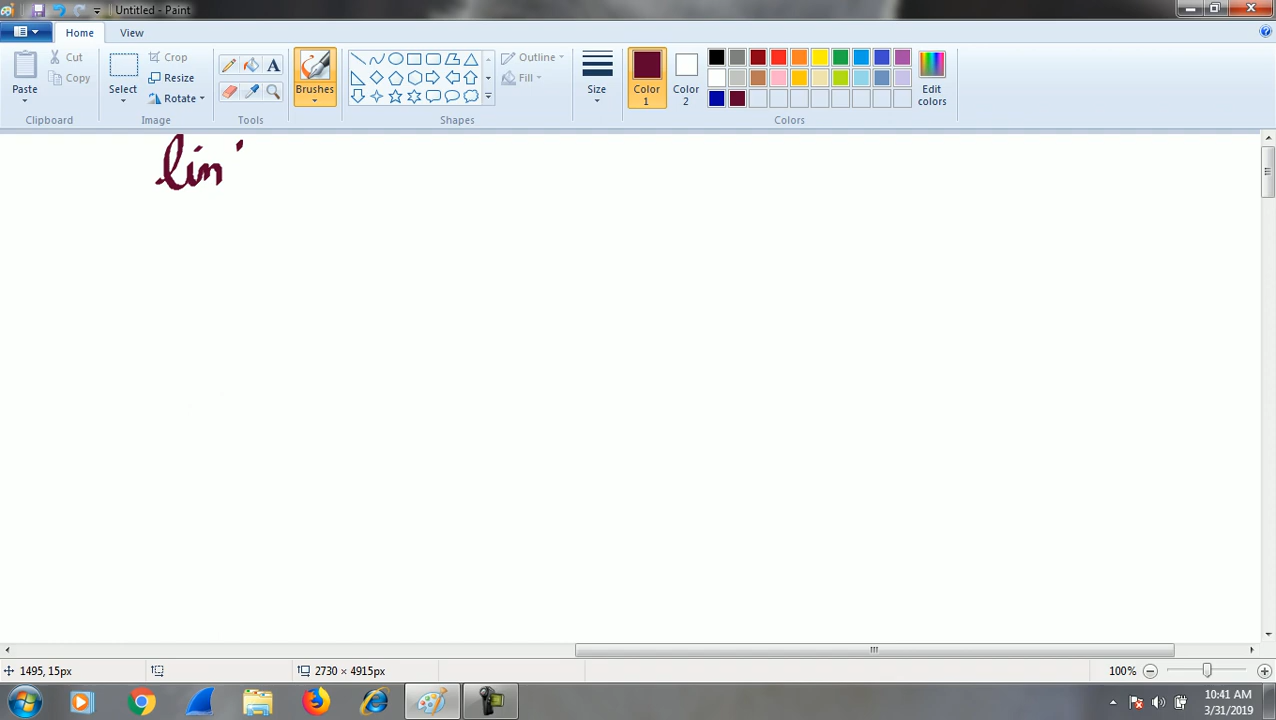 Untitled - Paint
Home
View
Paste
Cut
Copy
Clipboard
Select
Crop
Resize
Rotate
Image
Tools
Brushes
Shapes
Outline
Fill
Size
Color 1
Color 2
Edit colors
Colors
lin
1495, 15px
2730 × 4915px
100%
10:41 AM
3/31/2019